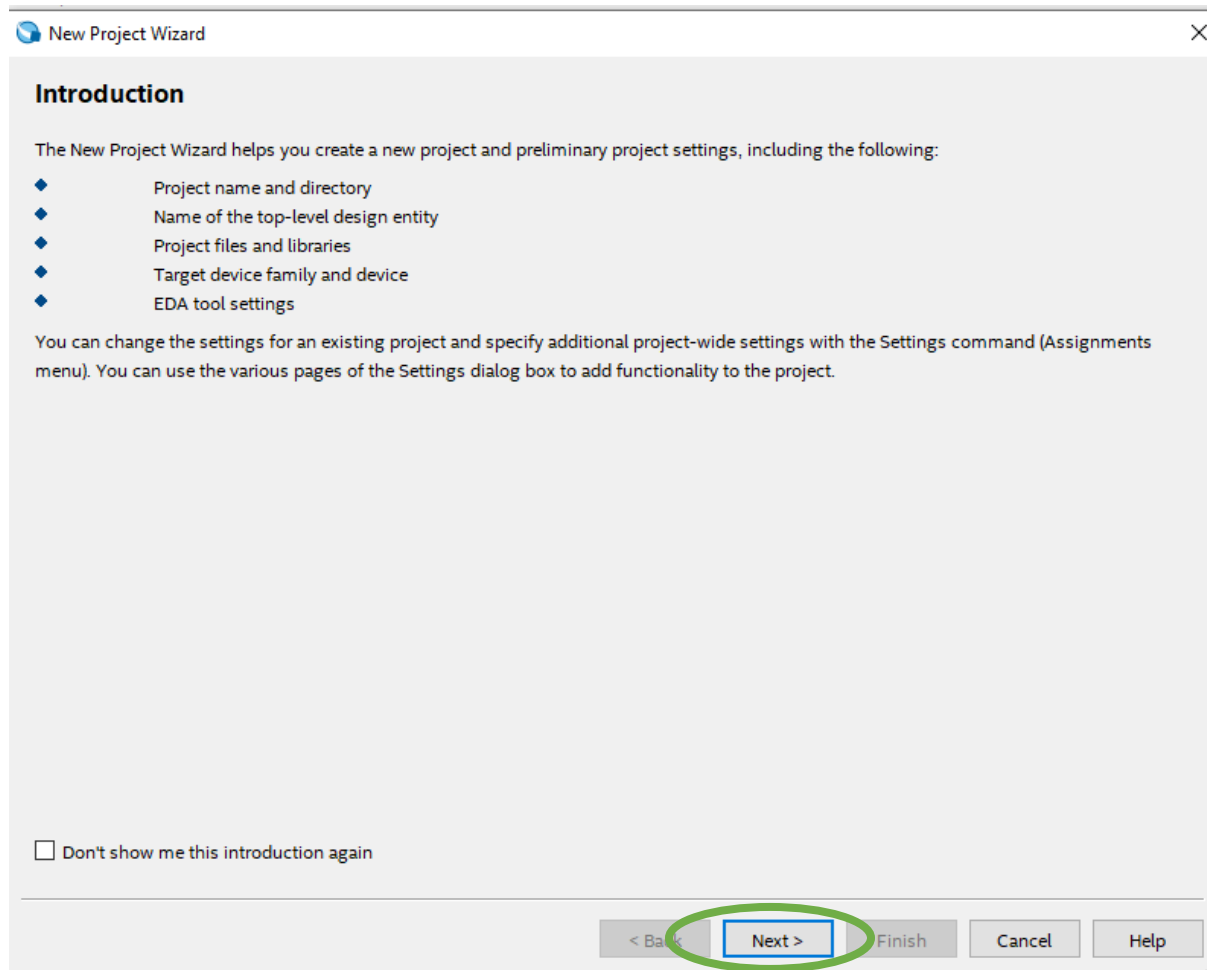 New Project Wizard
Introduction
The New Project Wizard helps you create a new project and preliminary project settings, including the following:
Project name and directory
Name of the top-level design entity
Project files and libraries
Target device family and device
EDA tool settings
You can change the settings for an existing project and specify additional project-wide settings with the Settings command (Assignments
menu). You can use the various pages of the Settings dialog box to add functionality to the project.
Don't show me this introduction again
< Back Next > Finish Cancel Help